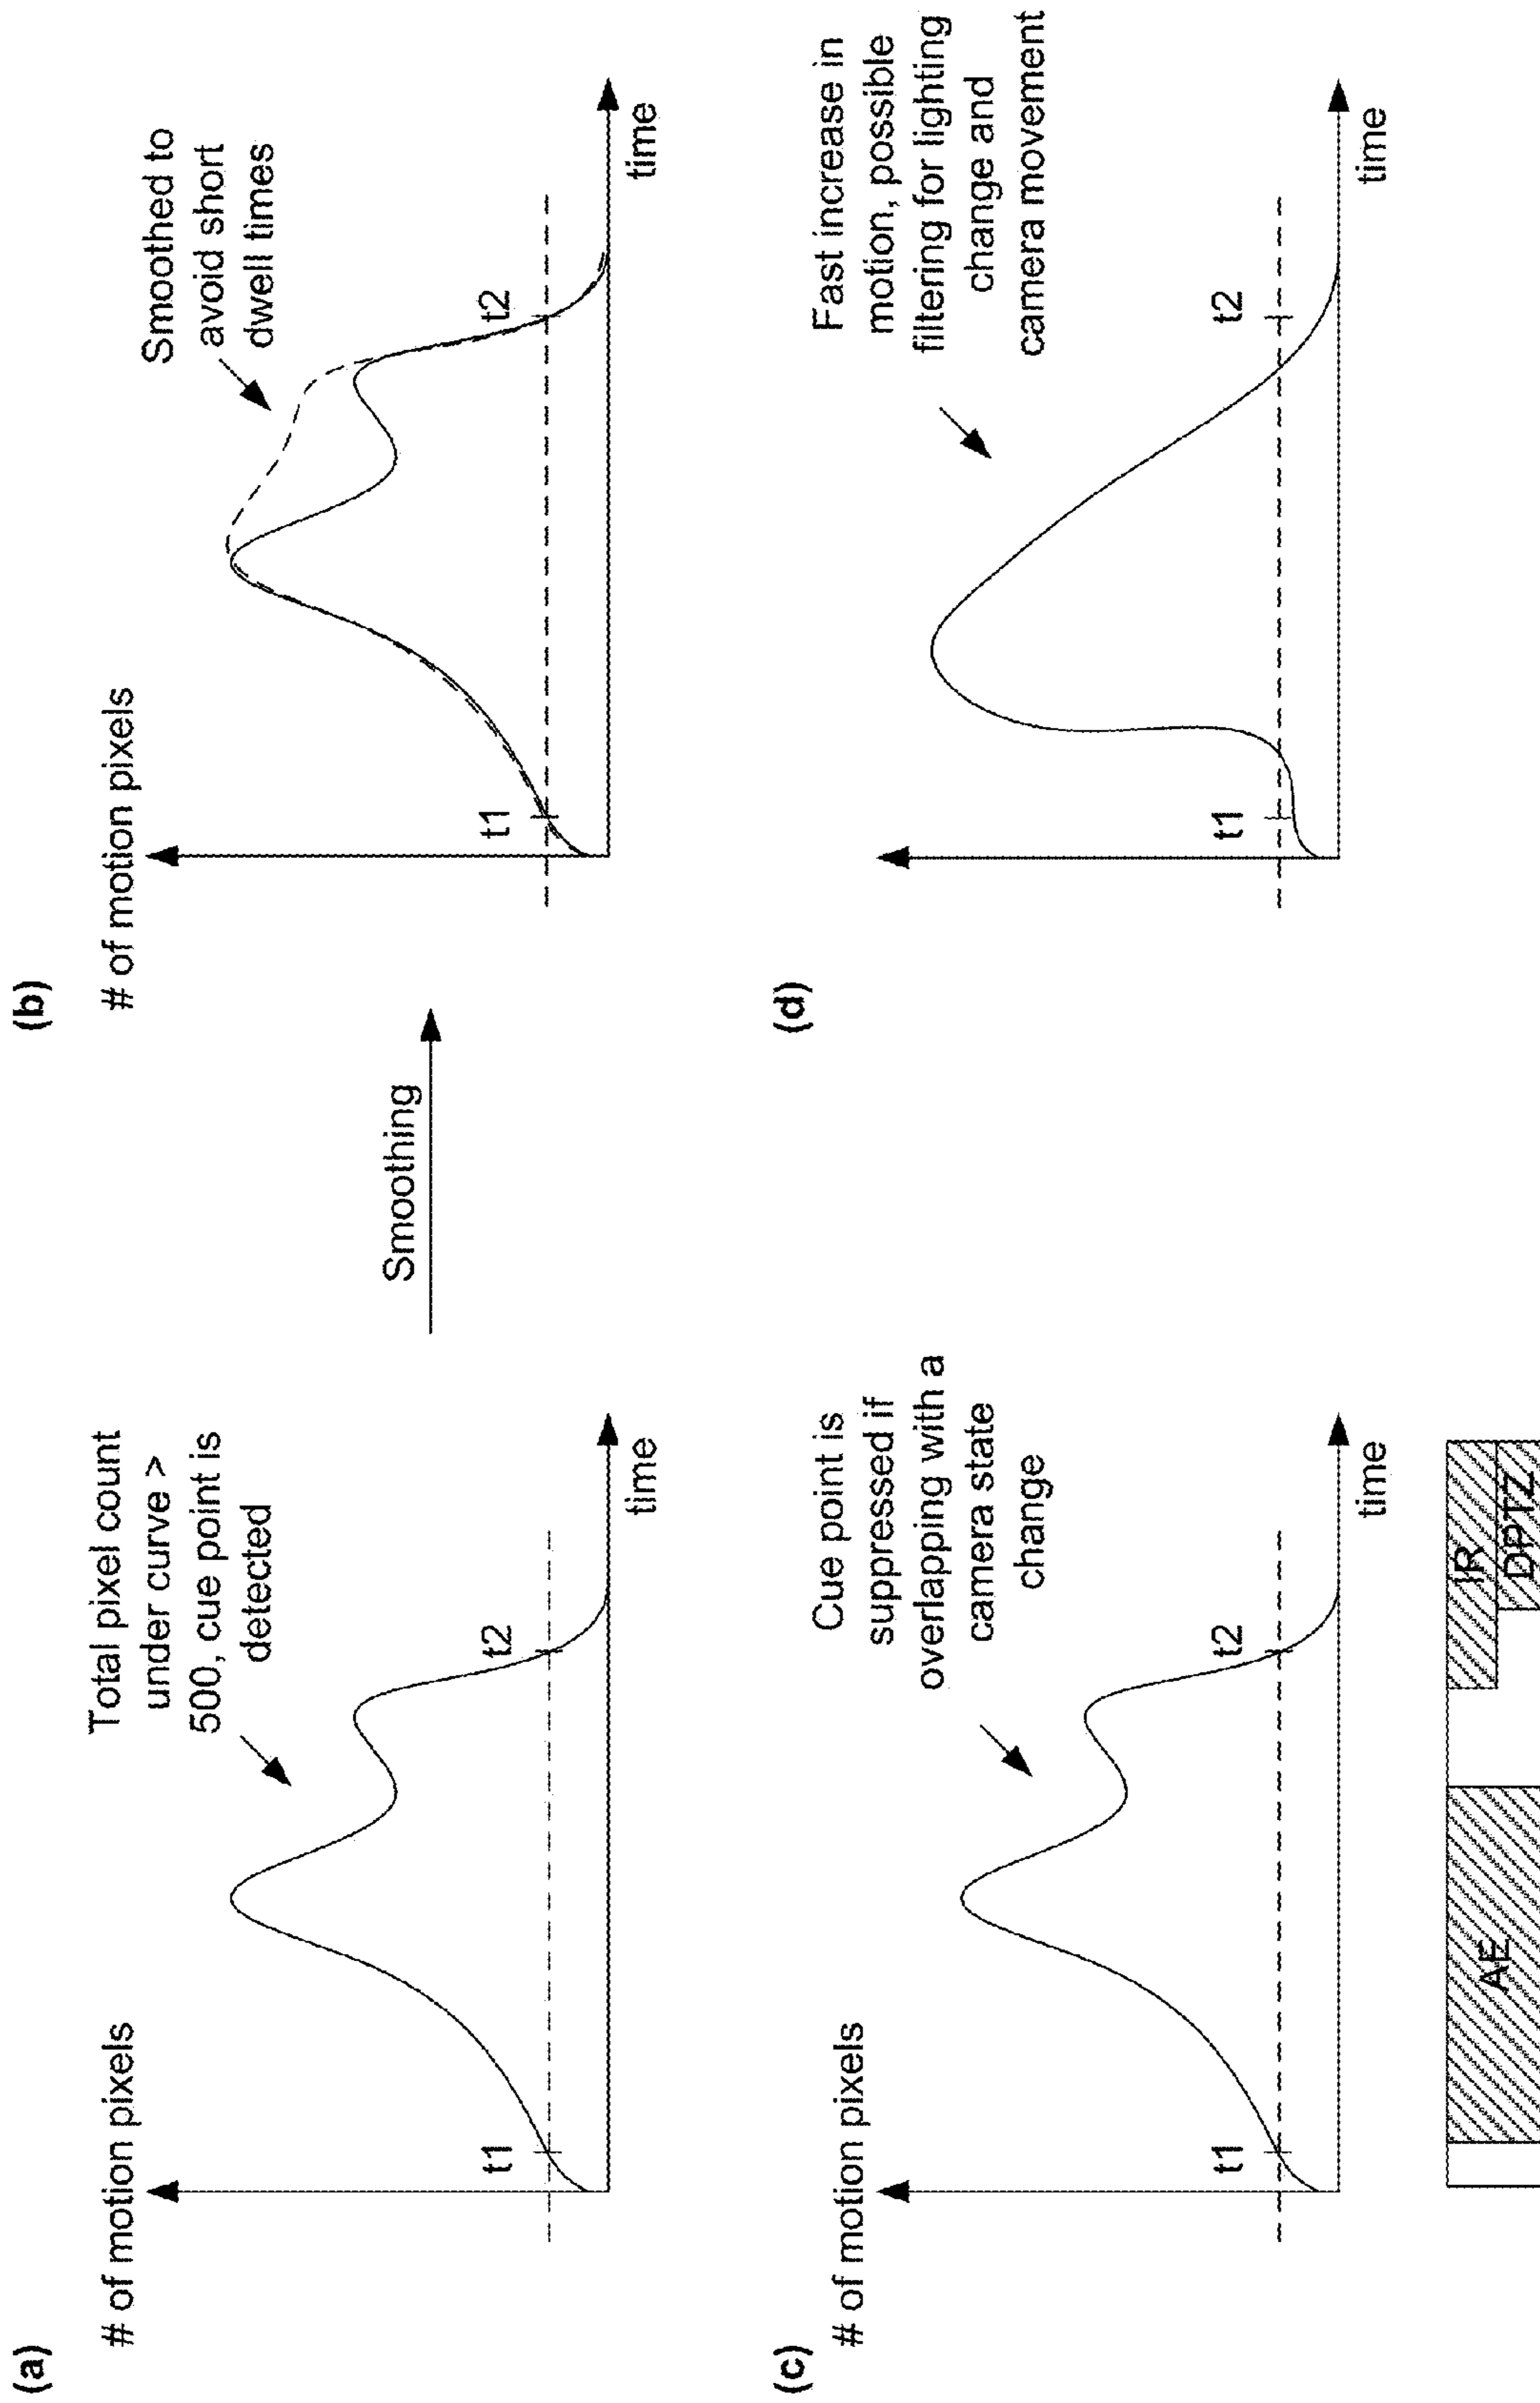 (a)
# of motion pixels
Total pixel count
under curve >
500, cue point is
detected
t1
t2
time
Smoothing
(b)
# of motion pixels
Smoothed to
avoid short
dwell times
t1
t2
time
(c)
# of motion pixels
Cue point is
suppressed if
overlapping with a
camera state
change
t1
t2
time
AE
IR
DPTZ
(d)
Fast increase in
motion, possible
filtering for lighting
change and
camera movement
t1
t2
time